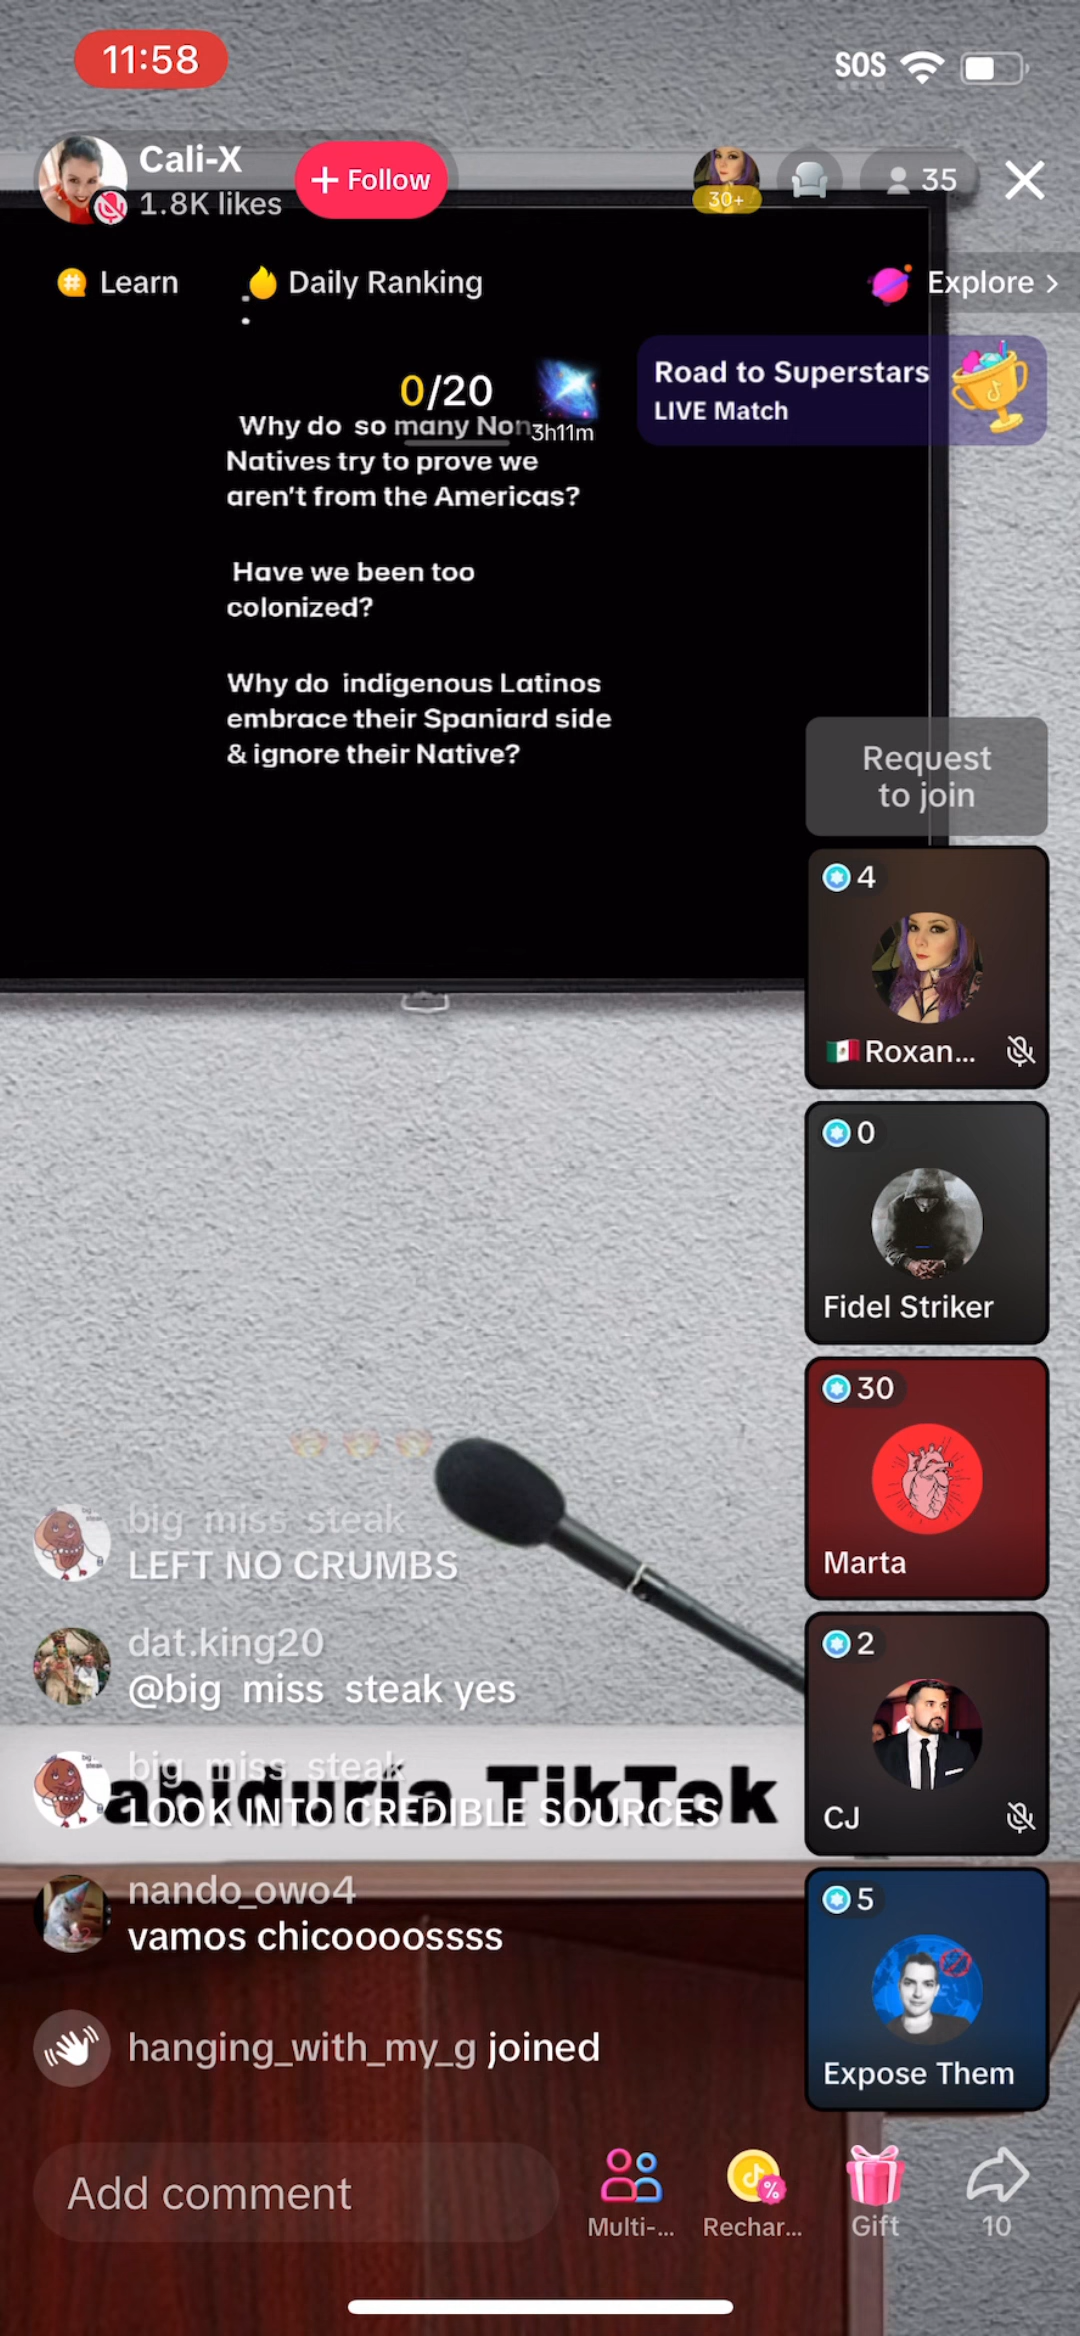 11:58
SOS
Cali-X
1.8K likes
+ Follow
30+
35
Learn
Daily Ranking
Explore >
0/20
3h11m
Road to Superstars
LIVE Match
Why do so many Non
Natives try to prove we
aren't from the Americas?
Have we been too
colonized?
Why do indigenous Latinos
embrace their Spaniard side
& ignore their Native?
Request
to join
4
Roxan...
0
Fidel Striker
30
Marta
2
CJ
5
Expose Them
big miss steak
LEFT NO CRUMBS
dat.king20
@big miss steak yes
big miss steak
LOOK INTO CREDIBLE SOURCES
abiduria TikTok
nando_owo4
vamos chicoooossss
hanging_with_my_g joined
Add comment
Multi-...
Rechar...
Gift
10